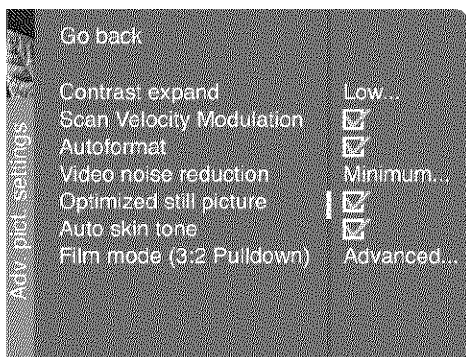 Go back
Contrast expand Low...
Scan Velocity Modulation
Autoformat
Video noise reduction Minimum...
Optimized still picture
Auto skin tone
Film mode (3:2 Pulldown) Advanced...
Adv. pict. settings